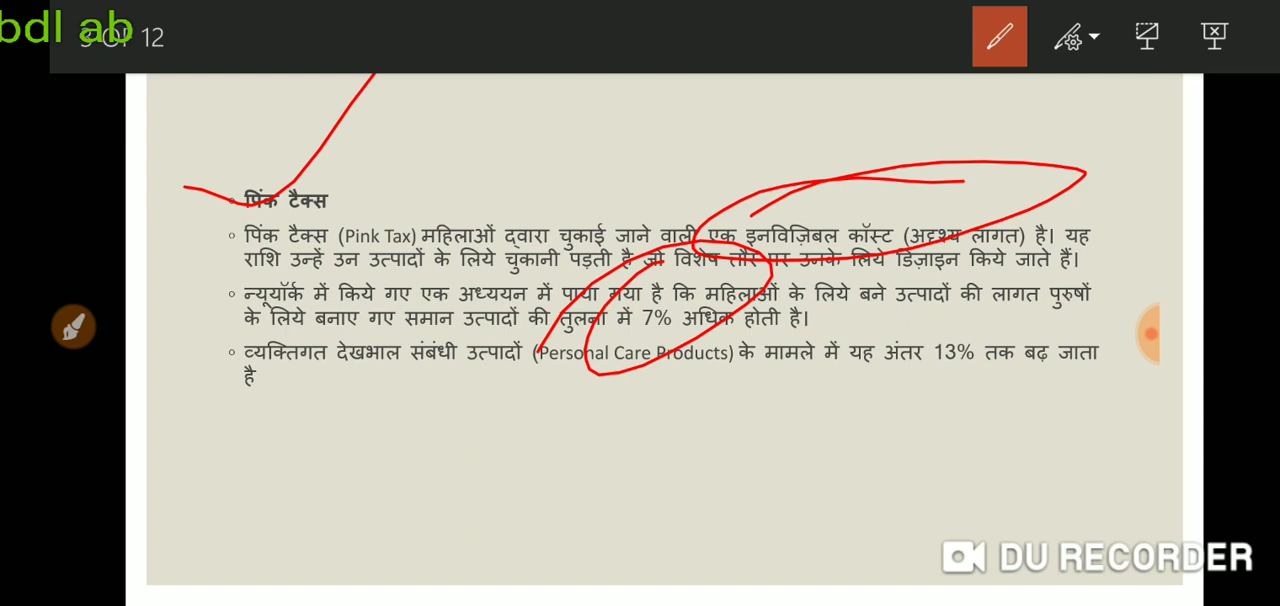 bdl ab
9 OF 12
पिंक टैक्स
पिंक टैक्स (Pink Tax) महिलाओं द्वारा चुकाई जाने वाली एक इनविज़िबल कॉस्ट (अदृश्य लागत) है। यह
राशि उन्हें उन उत्पादों के लिये चुकानी पड़ती है जो विशेष तौर पर उनके लिये डिज़ाइन किये जाते हैं।
न्यूयॉर्क में किये गए एक अध्ययन में पाया गया है कि महिलाओं के लिये बने उत्पादों की लागत पुरुषों
के लिये बनाए गए समान उत्पादों की तुलना में 7% अधिक होती है।
व्यक्तिगत देखभाल संबंधी उत्पादों (Personal Care Products) के मामले में यह अंतर 13% तक बढ़ जाता
है
DU RECORDER